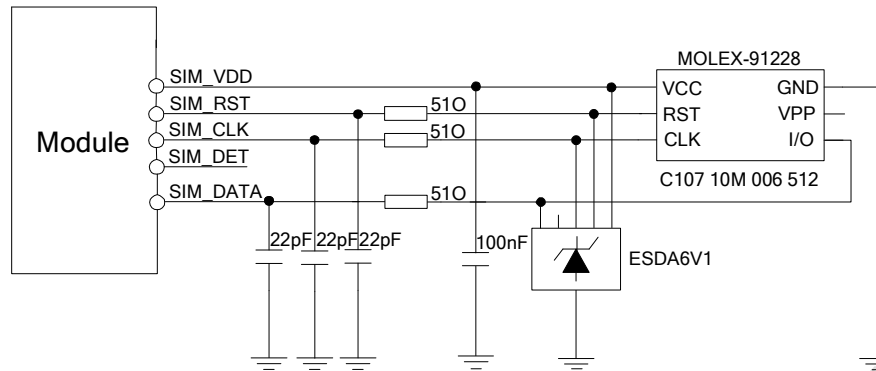 MOLEX-91228
SIM_VDD
VCC GND
SIM_RST
51O
RST VPP
SIM_CLK
51O
CLK I/O
Module
SIM_DET
C107 10M 006 512
SIM_DATA
51O
22pF 22pF 22pF
100nF
ESDA6V1